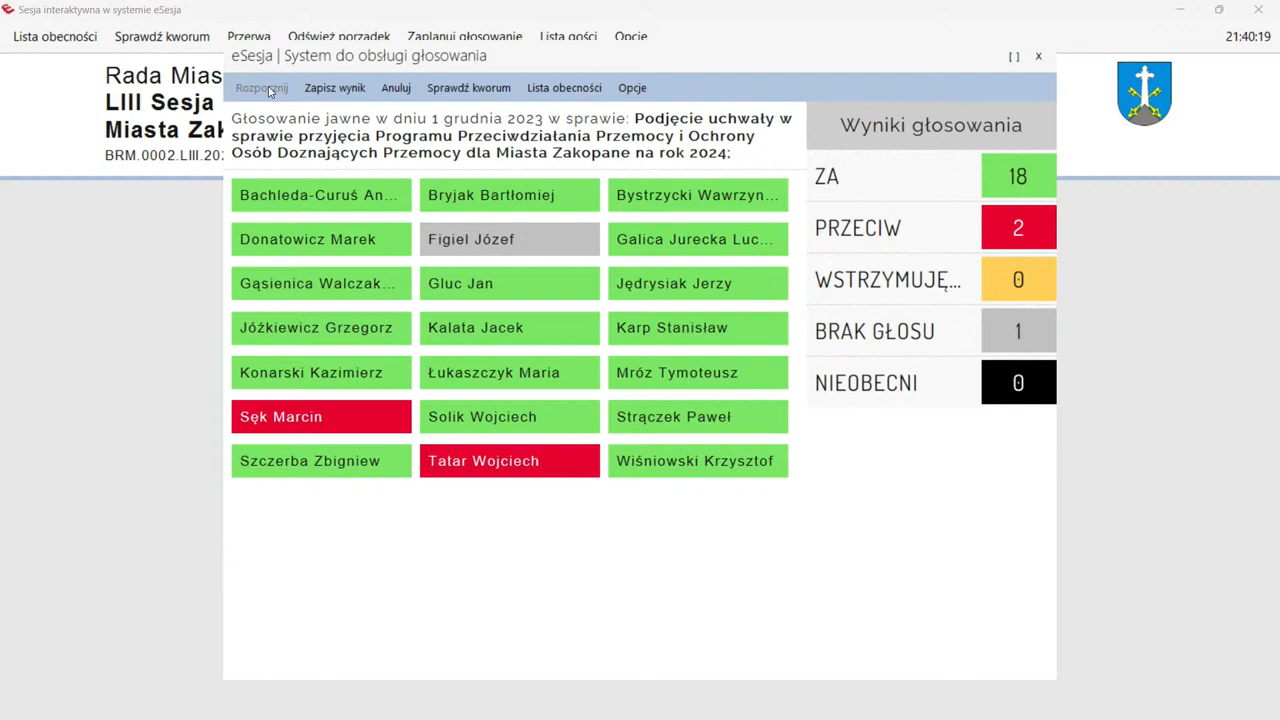 Sesja interaktywna w systemie eSesja
Lista obecności Sprawdź kworum Przerwa Odśwież porządek Zaplanuj głosowanie Lista gości Opcje 21:40:19
Rada Mias
LIII Sesja
Miasta Zak
BRM.0002.LIII.202
eSesja | System do obsługi głosowania [ ] x
Rozpocznij Zapisz wynik Anuluj Sprawdź kworum Lista obecności Opcje
Głosowanie jawne w dniu 1 grudnia 2023 w sprawie: Podjęcie uchwały w
sprawie przyjęcia Programu Przeciwdziałania Przemocy i Ochrony
Osób Doznających Przemocy dla Miasta Zakopane na rok 2024;
Bachleda-Curuś An... Bryjak Bartłomiej Bystrzycki Wawrzyn...
Donatowicz Marek Figiel Józef Galica Jurecka Luc...
Gąsienica Walczak... Gluc Jan Jędrysiak Jerzy
Jóźkiewicz Grzegorz Kalata Jacek Karp Stanisław
Konarski Kazimierz Łukaszczyk Maria Mróz Tymoteusz
Sęk Marcin Solik Wojciech Strączek Paweł
Szczerba Zbigniew Tatar Wojciech Wiśniowski Krzysztof
Wyniki głosowania
ZA 18
PRZECIW 2
WSTRZYMUJĘ... 0
BRAK GŁOSU 1
NIEOBECNI 0